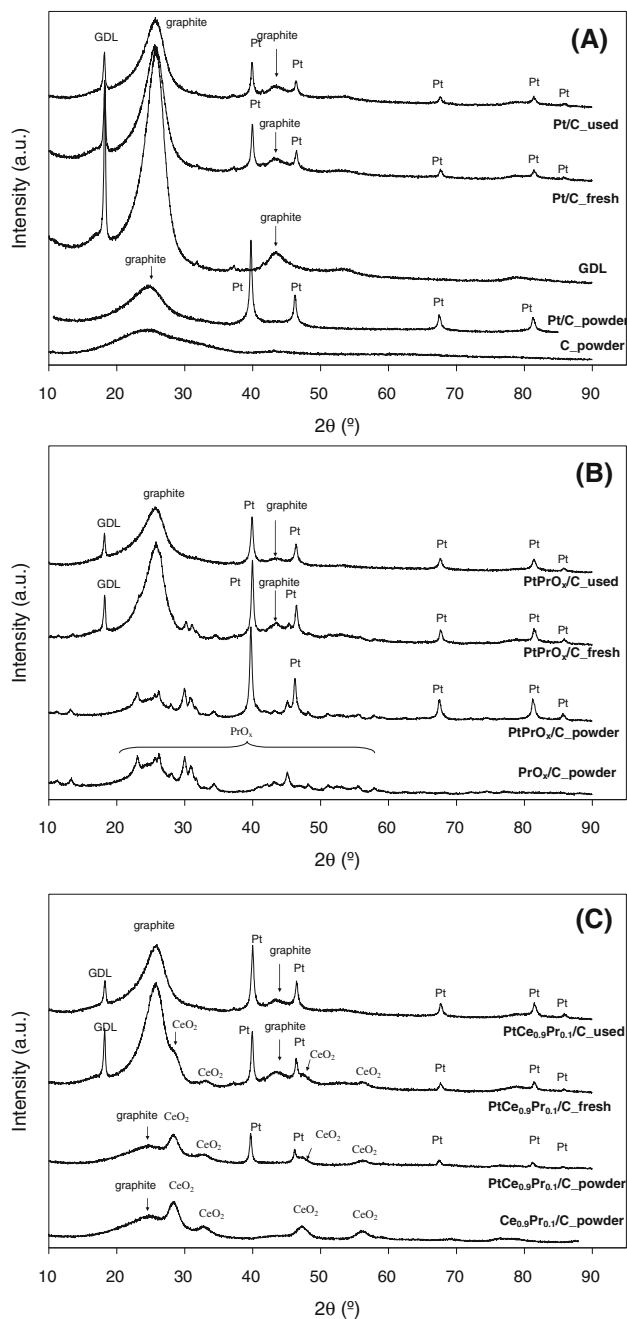 (A)
GDL
graphite
Pt
graphite
Pt
Pt
Pt
Pt
Pt/C_used
Pt
graphite
Pt
Pt
Pt
Pt
Pt/C_fresh
graphite
GDL
graphite
Pt
Pt
Pt
Pt
Pt/C_powder
C_powder
Intensity (a.u.)
10 20 30 40 50 60 70 80 90
2θ (º)
(B)
graphite
GDL
Pt
graphite
Pt
Pt
Pt
Pt
PtPrOₓ/C_used
GDL
Pt
graphite
Pt
Pt
Pt
Pt
PtPrOₓ/C_fresh
Pt
Pt
Pt
Pt
PtPrOₓ/C_powder
PrOₓ
PrOₓ/C_powder
Intensity (a.u.)
10 20 30 40 50 60 70 80 90
2θ (º)
(C)
graphite
GDL
Pt
graphite
Pt
Pt
Pt
Pt
PtCe₀.₉Pr₀.₁/C_used
GDL
CeO₂
CeO₂
Pt
graphite
Pt
CeO₂
CeO₂
Pt
Pt
Pt
PtCe₀.₉Pr₀.₁/C_fresh
graphite
CeO₂
CeO₂
Pt
Pt
CeO₂
CeO₂
Pt
Pt
Pt
PtCe₀.₉Pr₀.₁/C_powder
graphite
CeO₂
CeO₂
CeO₂
CeO₂
Ce₀.₉Pr₀.₁/C_powder
Intensity (a.u.)
10 20 30 40 50 60 70 80 90
2θ (º)